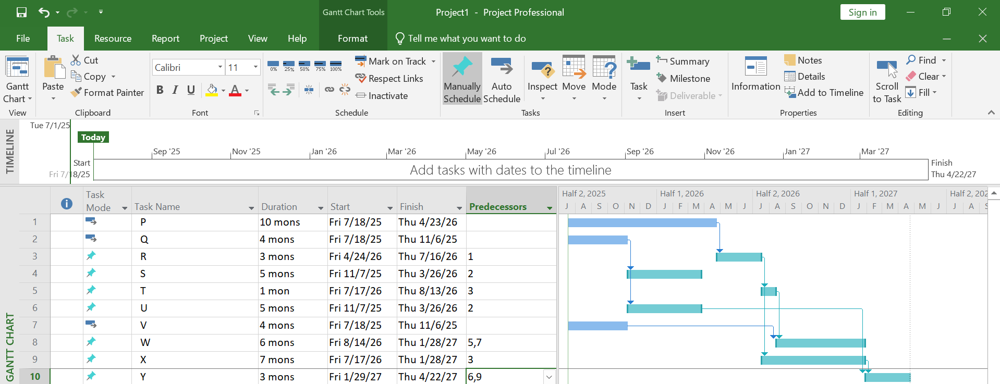 Gantt Chart Tools
Project1 - Project Professional
Sign in
File
Task
Resource
Report
Project
View
Help
Format
Tell me what you want to do
Gantt
Chart
View
Paste
Cut
Copy
Format Painter
Clipboard
Calibri
11
B I U A
Font
0% 25% 50% 75% 100%
Mark on Track
Respect Links
Inactivate
Schedule
Manually
Schedule
Auto
Schedule
Inspect
Move
Mode
Tasks
Task
Summary
Milestone
Deliverable
Insert
Information
Notes
Details
Add to Timeline
Properties
Scroll
to Task
Find
Clear
Fill
Editing
TIMELINE
Tue 7/1/25
Today
Sep '25 Nov '25 Jan '26 Mar '26 May '26 Jul '26 Sep '26 Nov '26 Jan '27 Mar '27
Start
Fri 7/18/25
Add tasks with dates to the timeline
Finish
Thu 4/22/27
GANTT CHART
Task
Mode
Task Name
Duration
Start
Finish
Predecessors
Half 2, 2025 Half 1, 2026 Half 2, 2026 Half 1, 2027 Half 2, 202
J A S O N D J F M A M J J A S O N D J F M A M J J A S
1 P 10 mons Fri 7/18/25 Thu 4/23/26
2 Q 4 mons Fri 7/18/25 Thu 11/6/25
3 R 3 mons Fri 4/24/26 Thu 7/16/26 1
4 S 5 mons Fri 11/7/25 Thu 3/26/26 2
5 T 1 mon Fri 7/17/26 Thu 8/13/26 3
6 U 5 mons Fri 11/7/25 Thu 3/26/26 2
7 V 4 mons Fri 7/18/25 Thu 11/6/25
8 W 6 mons Fri 8/14/26 Thu 1/28/27 5,7
9 X 7 mons Fri 7/17/26 Thu 1/28/27 3
10 Y 3 mons Fri 1/29/27 Thu 4/22/27 6,9